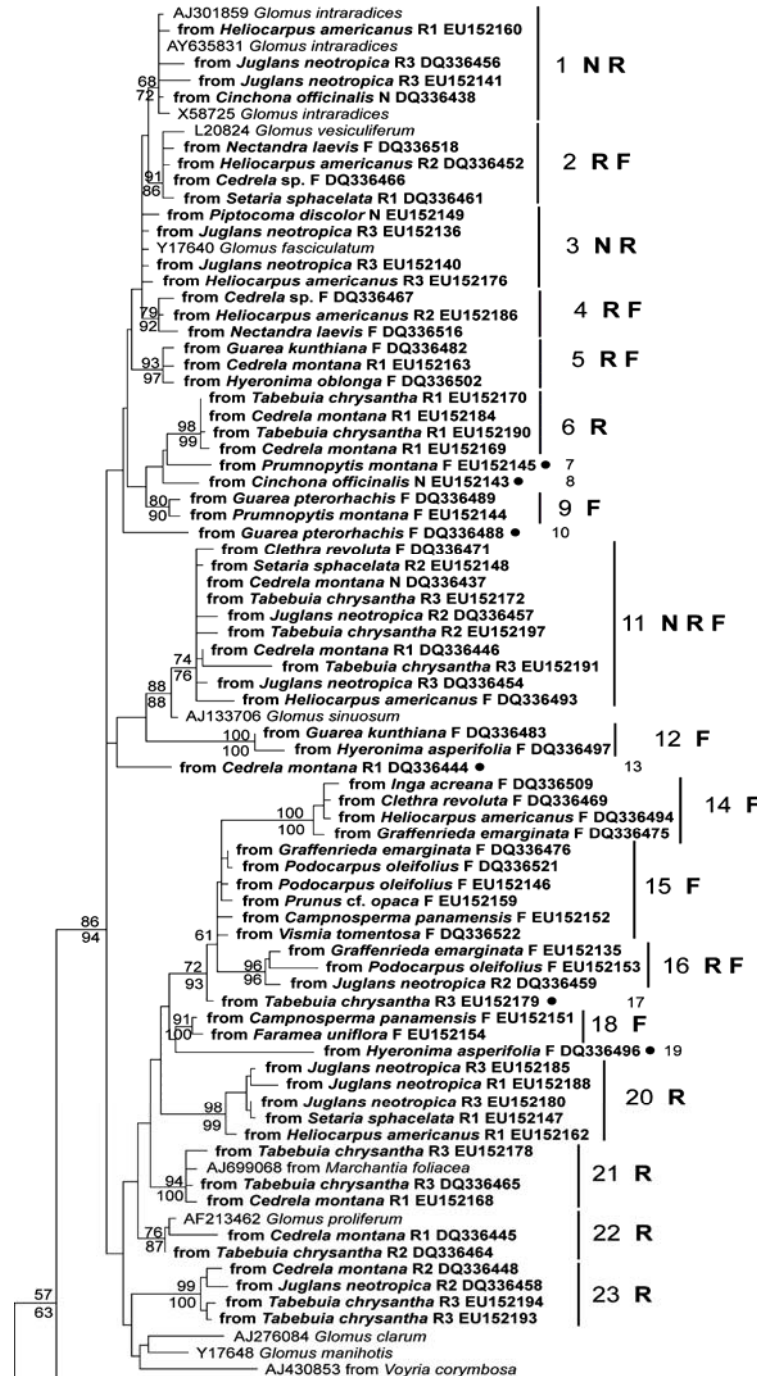 AJ301859 Glomus intraradices
from Heliocarpus americanus R1 EU152160
AY635831 Glomus intraradices
from Juglans neotropica R3 DQ336456
1 N R
from Juglans neotropica R3 EU152141
68
72
from Cinchona officinalis N DQ336438
X58725 Glomus intraradices
L20824 Glomus vesiculiferum
from Nectandra laevis F DQ336518
from Heliocarpus americanus R2 DQ336452
2 R F
from Cedrela sp. F DQ336466
91
86
from Setaria sphacelata R1 DQ336461
from Piptocoma discolor N EU152149
from Juglans neotropica R3 EU152136
Y17640 Glomus fasciculatum
3 N R
from Juglans neotropica R3 EU152140
from Heliocarpus americanus R3 EU152176
from Cedrela sp. F DQ336467
79
92
from Heliocarpus americanus R2 EU152186
4 R F
from Nectandra laevis F DQ336516
from Guarea kunthiana F DQ336482
93
97
from Cedrela montana R1 EU152163
5 R F
from Hyeronima oblonga F DQ336502
from Tabebuia chrysantha R1 EU152170
from Cedrela montana R1 EU152184
98
99
from Tabebuia chrysantha R1 EU152190
6 R
from Cedrela montana R1 EU152169
from Prumnopytis montana F EU152145 ● 7
from Cinchona officinalis N EU152143 ● 8
80
90
from Guarea pterorhachis F DQ336489
9 F
from Prumnopytis montana F EU152144
from Guarea pterorhachis F DQ336488 ● 10
from Clethra revoluta F DQ336471
from Setaria sphacelata R2 EU152148
from Cedrela montana N DQ336437
from Tabebuia chrysantha R3 EU152172
from Juglans neotropica R2 DQ336457
11 N R F
from Tabebuia chrysantha R2 EU152197
from Cedrela montana R1 DQ336446
74
76
from Tabebuia chrysantha R3 EU152191
from Juglans neotropica R3 DQ336454
88
88
from Heliocarpus americanus F DQ336493
AJ133706 Glomus sinuosum
100
100
from Guarea kunthiana F DQ336483
12 F
from Hyeronima asperifolia F DQ336497
from Cedrela montana R1 DQ336444 ● 13
from Inga acreana F DQ336509
from Clethra revoluta F DQ336469
100
100
from Heliocarpus americanus F DQ336494
14 F
from Graffenrieda emarginata F DQ336475
from Graffenrieda emarginata F DQ336476
from Podocarpus oleifolius F DQ336521
from Podocarpus oleifolius F EU152146
15 F
from Prunus cf. opaca F EU152159
from Campnosperma panamensis F EU152152
86
94
61
from Vismia tomentosa F DQ336522
from Graffenrieda emarginata F EU152135
72
93
96
96
from Podocarpus oleifolius F EU152153
16 R F
from Juglans neotropica R2 DQ336459
from Tabebuia chrysantha R3 EU152179 ● 17
91
100
from Campnosperma panamensis F EU152151
18 F
from Faramea uniflora F EU152154
from Hyeronima asperifolia F DQ336496 ● 19
from Juglans neotropica R3 EU152185
from Juglans neotropica R1 EU152188
98
99
from Juglans neotropica R3 EU152180
20 R
from Setaria sphacelata R1 EU152147
from Heliocarpus americanus R1 EU152162
from Tabebuia chrysantha R3 EU152178
AJ699068 from Marchantia foliacea
94
100
from Tabebuia chrysantha R3 DQ336465
21 R
from Cedrela montana R1 EU152168
AF213462 Glomus proliferum
76
87
from Cedrela montana R1 DQ336445
22 R
from Tabebuia chrysantha R2 DQ336464
from Cedrela montana R2 DQ336448
99
100
from Juglans neotropica R2 DQ336458
23 R
from Tabebuia chrysantha R3 EU152194
57
63
from Tabebuia chrysantha R3 EU152193
AJ276084 Glomus clarum
Y17648 Glomus manihotis
AJ430853 from Voyria corymbosa